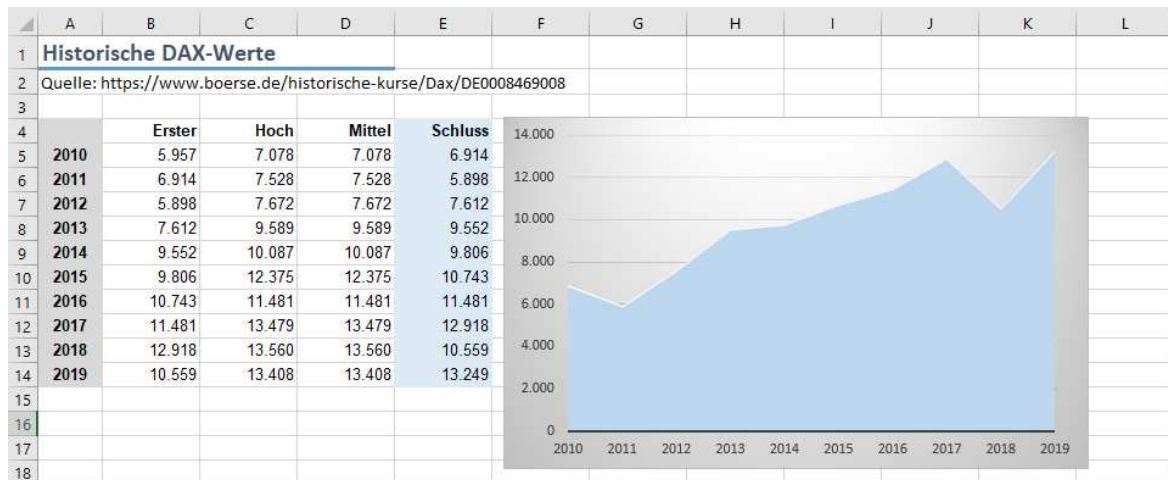 A B C D E F G H I J K L
1 Historische DAX-Werte
2 Quelle: https://www.boerse.de/historische-kurse/Dax/DE0008469008
3
4 Erster Hoch Mittel Schluss
5 2010 5.957 7.078 7.078 6.914
6 2011 6.914 7.528 7.528 5.898
7 2012 5.898 7.672 7.672 7.612
8 2013 7.612 9.589 9.589 9.552
9 2014 9.552 10.087 10.087 9.806
10 2015 9.806 12.375 12.375 10.743
11 2016 10.743 11.481 11.481 11.481
12 2017 11.481 13.479 13.479 12.918
13 2018 12.918 13.560 13.560 10.559
14 2019 10.559 13.408 13.408 13.249
15
16
17
18
14.000
12.000
10.000
8.000
6.000
4.000
2.000
0
2010 2011 2012 2013 2014 2015 2016 2017 2018 2019